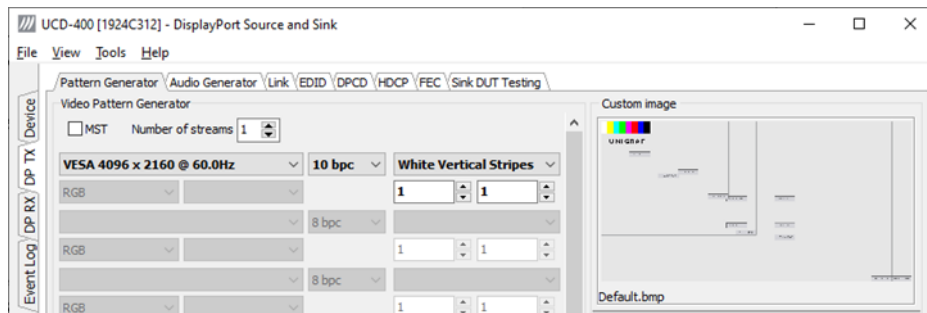 UCD-400 [1924C312] - DisplayPort Source and Sink
File View Tools Help
Pattern Generator Audio Generator Link EDID DPCD HDCP FEC Sink DUT Testing
Device
DP TX
DP RX
Event Log
Video Pattern Generator
MST Number of streams 1
VESA 4096 x 2160 @ 60.0Hz 10 bpc White Vertical Stripes
RGB 1 1
8 bpc
RGB 1 1
8 bpc
RGB 1 1
Custom image
UNIGRAF
Default.bmp